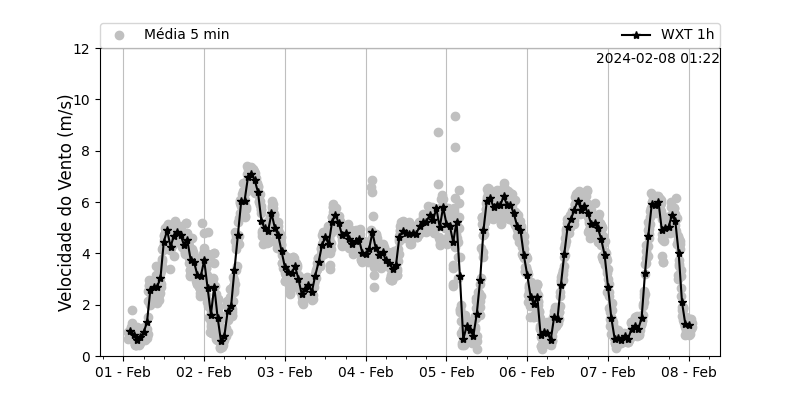 Média 5 min
WXT 1h
2024-02-08 01:22
Velocidade do Vento (m/s)
12
10
8
6
4
2
0
01 - Feb 02 - Feb 03 - Feb 04 - Feb 05 - Feb 06 - Feb 07 - Feb 08 - Feb